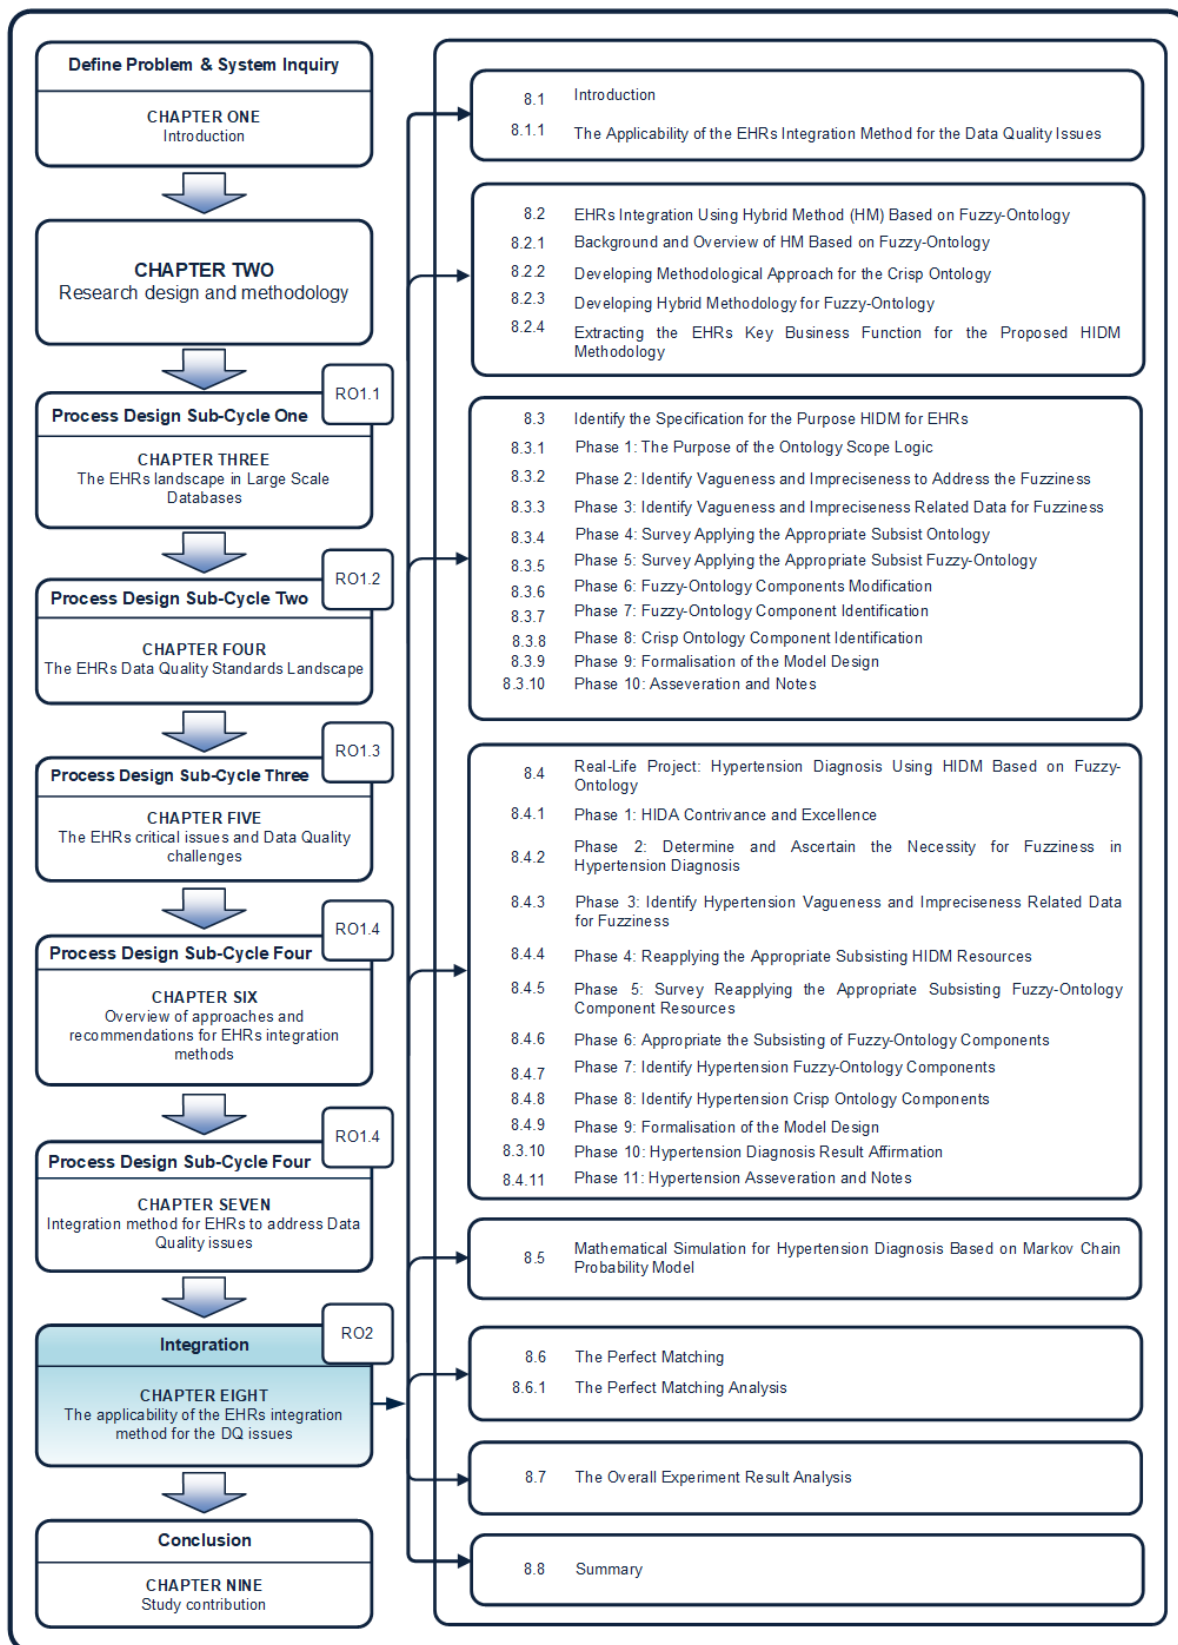 Define Problem & System Inquiry
CHAPTER ONE
Introduction
CHAPTER TWO
Research design and methodology
RO1.1
Process Design Sub-Cycle One
CHAPTER THREE
The EHRs landscape in Large Scale
Databases
RO1.2
Process Design Sub-Cycle Two
CHAPTER FOUR
The EHRs Data Quality Standards Landscape
RO1.3
Process Design Sub-Cycle Three
CHAPTER FIVE
The EHRs critical issues and Data Quality
challenges
RO1.4
Process Design Sub-Cycle Four
CHAPTER SIX
Overview of approaches and
recommendations for EHRs integration
methods
RO1.4
Process Design Sub-Cycle Four
CHAPTER SEVEN
Integration method for EHRs to address Data
Quality issues
RO2
Integration
CHAPTER EIGHT
The applicability of the EHRs integration
method for the DQ issues
Conclusion
CHAPTER NINE
Study contribution
8.1 Introduction
8.1.1 The Applicability of the EHRs Integration Method for the Data Quality Issues
8.2 EHRs Integration Using Hybrid Method (HM) Based on Fuzzy-Ontology
8.2.1 Background and Overview of HM Based on Fuzzy-Ontology
8.2.2 Developing Methodological Approach for the Crisp Ontology
8.2.3 Developing Hybrid Methodology for Fuzzy-Ontology
8.2.4 Extracting the EHRs Key Business Function for the Proposed HIDM
Methodology
8.3 Identify the Specification for the Purpose HIDM for EHRs
8.3.1 Phase 1: The Purpose of the Ontology Scope Logic
8.3.2 Phase 2: Identify Vagueness and Impreciseness to Address the Fuzziness
8.3.3 Phase 3: Identify Vagueness and Impreciseness Related Data for Fuzziness
8.3.4 Phase 4: Survey Applying the Appropriate Subsist Ontology
8.3.5 Phase 5: Survey Applying the Appropriate Subsist Fuzzy-Ontology
8.3.6 Phase 6: Fuzzy-Ontology Components Modification
8.3.7 Phase 7: Fuzzy-Ontology Component Identification
8.3.8 Phase 8: Crisp Ontology Component Identification
8.3.9 Phase 9: Formalisation of the Model Design
8.3.10 Phase 10: Asseveration and Notes
8.4 Real-Life Project: Hypertension Diagnosis Using HIDM Based on Fuzzy-
Ontology
8.4.1 Phase 1: HIDA Contrivance and Excellence
8.4.2 Phase 2: Determine and Ascertain the Necessity for Fuzziness in
Hypertension Diagnosis
8.4.3 Phase 3: Identify Hypertension Vagueness and Impreciseness Related Data
for Fuzziness
8.4.4 Phase 4: Reapplying the Appropriate Subsisting HIDM Resources
8.4.5 Phase 5: Survey Reapplying the Appropriate Subsisting Fuzzy-Ontology
Component Resources
8.4.6 Phase 6: Appropriate the Subsisting of Fuzzy-Ontology Components
8.4.7 Phase 7: Identify Hypertension Fuzzy-Ontology Components
8.4.8 Phase 8: Identify Hypertension Crisp Ontology Components
8.4.9 Phase 9: Formalisation of the Model Design
8.3.10 Phase 10: Hypertension Diagnosis Result Affirmation
8.4.11 Phase 11: Hypertension Asseveration and Notes
8.5 Mathematical Simulation for Hypertension Diagnosis Based on Markov Chain
Probability Model
8.6 The Perfect Matching
8.6.1 The Perfect Matching Analysis
8.7 The Overall Experiment Result Analysis
8.8 Summary